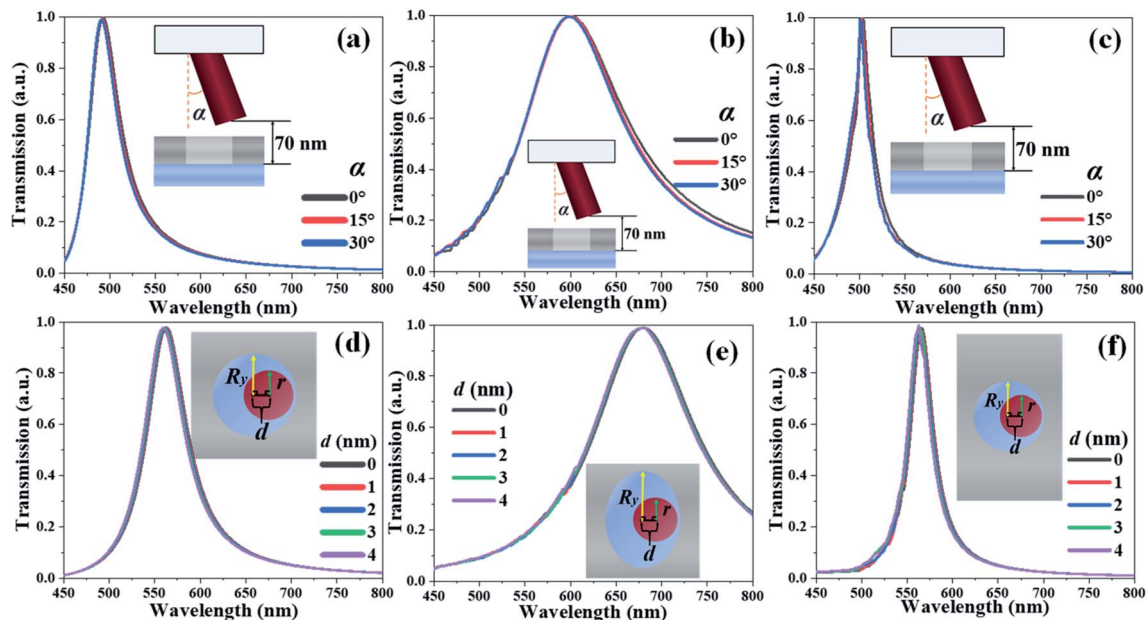 (a)
Transmission (a.u.)
1.0
0.8
0.6
0.4
0.2
0.0
α
70 nm
α
0°
15°
30°
450 500 550 600 650 700 750 800
Wavelength (nm)
(b)
Transmission (a.u.)
1.0
0.8
0.6
0.4
0.2
0.0
α
0°
15°
30°
α
70 nm
450 500 550 600 650 700 750 800
Wavelength (nm)
(c)
Transmission (a.u.)
1.0
0.8
0.6
0.4
0.2
0.0
α
70 nm
α
0°
15°
30°
450 500 550 600 650 700 750 800
Wavelength (nm)
(d)
Transmission (a.u.)
1.0
0.8
0.6
0.4
0.2
0.0
Ry r
d
d (nm)
0
1
2
3
4
450 500 550 600 650 700 750 800
Wavelength (nm)
(e)
Transmission (a.u.)
1.0
0.8
0.6
0.4
0.2
0.0
d (nm)
0
1
2
3
4
Ry r
d
450 500 550 600 650 700 750 800
Wavelength (nm)
(f)
Transmission (a.u.)
1.0
0.8
0.6
0.4
0.2
0.0
Ry r
d
d (nm)
0
1
2
3
4
450 500 550 600 650 700 750 800
Wavelength (nm)